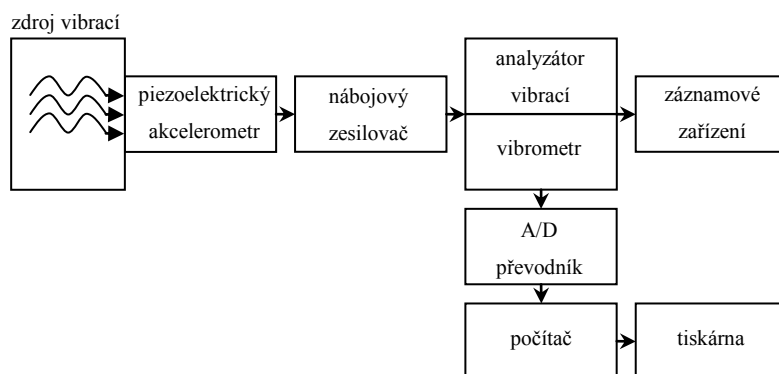 zdroj vibrací
piezoelektrický
akcelerometr
nábojový
zesilovač
analyzátor
vibrací
vibrometr
záznamové
zařízení
A/D
převodník
počítač
tiskárna